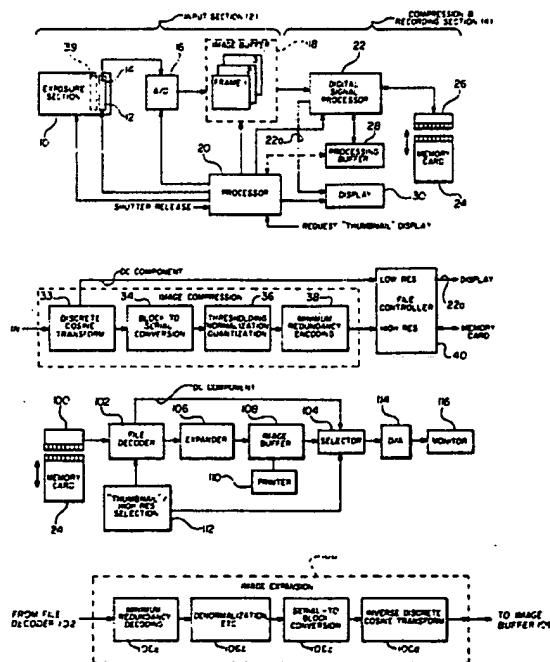 INPUT SECTION (2)
COMPRESSION &
RECORDING SECTION (4)
39
14
16
IMAGE BUFFER
18
22
EXPOSURE
SECTION
A/D
FRAME 1
DIGITAL
SIGNAL
PROCESSOR
26
12
10
20
22a
28
PROCESSING
BUFFER
MEMORY
CARD
PROCESSOR
DISPLAY
30
24
SHUTTER RELEASE
REQUEST "THUMBNAIL" DISPLAY
DC COMPONENT
33
34
IMAGE COMPRESSION
36
38
LOW RES
DISPLAY
22a
IN
DISCRETE
COSINE
TRANSFORM
BLOCK TO
SERIAL
CONVERSION
THRESHOLDING
NORMALIZATION
QUANTIZATION
MINIMUM
REDUNDANCY
ENCODING
FILE
CONTROLLER
HIGH RES
MEMORY
CARD
40
DC COMPONENT
100
102
106
108
104
114
116
FILE
DECODER
EXPANDER
IMAGE
BUFFER
SELECTOR
D/A
MONITOR
MEMORY
CARD
110
PRINTER
24
"THUMBNAIL"/
HIGH RES
SELECTION
112
IMAGE EXPANSION
FROM FILE
DECODER 102
MINIMUM
REDUNDANCY
DECODING
DENORMALIZATION
ETC
SERIAL-TO
BLOCK
CONVERSION
INVERSE DISCRETE
COSINE TRANSFORM
TO IMAGE
BUFFER 108